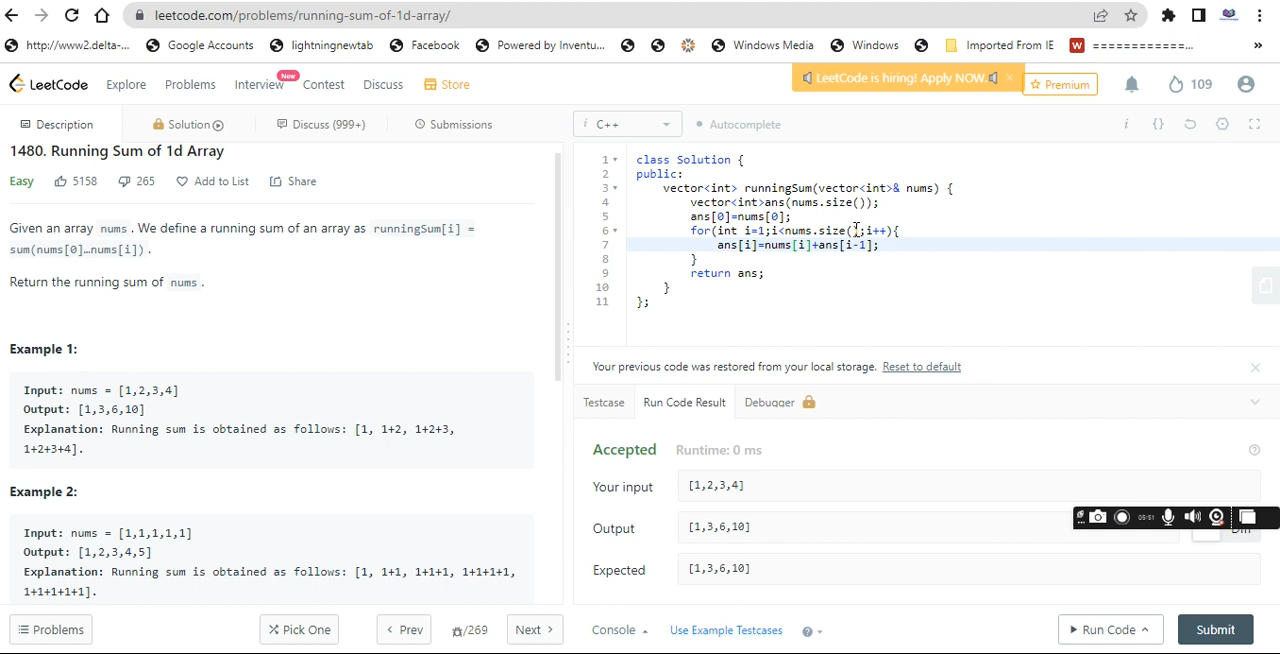 leetcode.com/problems/running-sum-of-1d-array/
http://www2.delta-... Google Accounts lightningnewtab Facebook Powered by Inventu... Windows Media Windows Imported From IE W ============... »
LeetCode Explore Problems Interview New Contest Discuss Store LeetCode is hiring! Apply NOW. × Premium 109
Description Solution Discuss (999+) Submissions i C++ Autocomplete i {}
1480. Running Sum of 1d Array
Easy 5158 265 Add to List Share
Given an array nums. We define a running sum of an array as runningSum[i] =
sum(nums[0]…nums[i]).
Return the running sum of nums.
Example 1:
Input: nums = [1,2,3,4]
Output: [1,3,6,10]
Explanation: Running sum is obtained as follows: [1, 1+2, 1+2+3,
1+2+3+4].
Example 2:
Input: nums = [1,1,1,1,1]
Output: [1,2,3,4,5]
Explanation: Running sum is obtained as follows: [1, 1+1, 1+1+1, 1+1+1+1,
1+1+1+1+1].
1 class Solution {
2 public:
3 vector<int> runningSum(vector<int>& nums) {
4 vector<int>ans(nums.size());
5 ans[0]=nums[0];
6 for(int i=1;i<nums.size();i++){
7 ans[i]=nums[i]+ans[i-1];
8 }
9 return ans;
10 }
11 };
Your previous code was restored from your local storage. Reset to default
Testcase Run Code Result Debugger
Accepted Runtime: 0 ms
Your input [1,2,3,4]
Output [1,3,6,10]
05:51
Expected [1,3,6,10]
Problems Pick One < Prev /269 Next > Console Use Example Testcases Run Code Submit